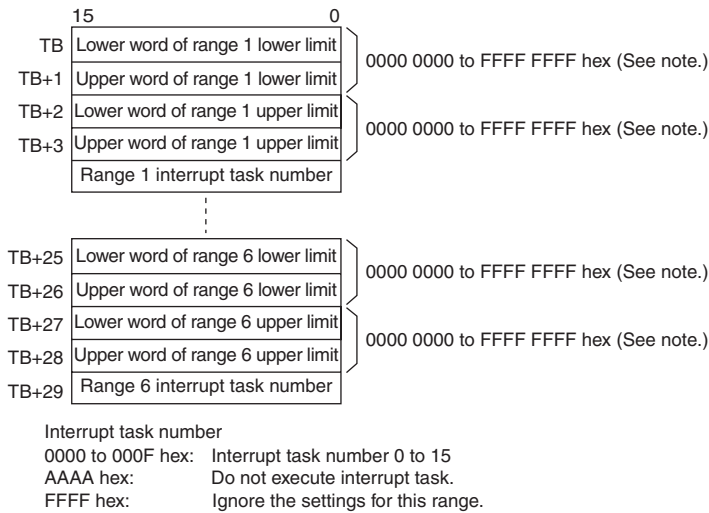 15 0
TB Lower word of range 1 lower limit
0000 0000 to FFFF FFFF hex (See note.)
TB+1 Upper word of range 1 lower limit
TB+2 Lower word of range 1 upper limit
0000 0000 to FFFF FFFF hex (See note.)
TB+3 Upper word of range 1 upper limit
Range 1 interrupt task number
TB+25 Lower word of range 6 lower limit
0000 0000 to FFFF FFFF hex (See note.)
TB+26 Upper word of range 6 lower limit
TB+27 Lower word of range 6 upper limit
0000 0000 to FFFF FFFF hex (See note.)
TB+28 Upper word of range 6 upper limit
TB+29 Range 6 interrupt task number
Interrupt task number
0000 to 000F hex: Interrupt task number 0 to 15
AAAA hex: Do not execute interrupt task.
FFFF hex: Ignore the settings for this range.